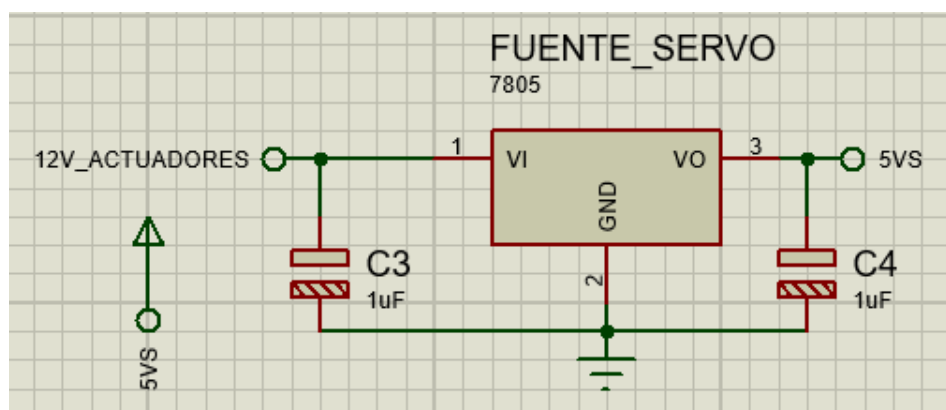 FUENTE_SERVO
7805
12V_ACTUADORES
1
VI
VO
3
5VS
GND
2
C3
1uF
C4
1uF
5VS